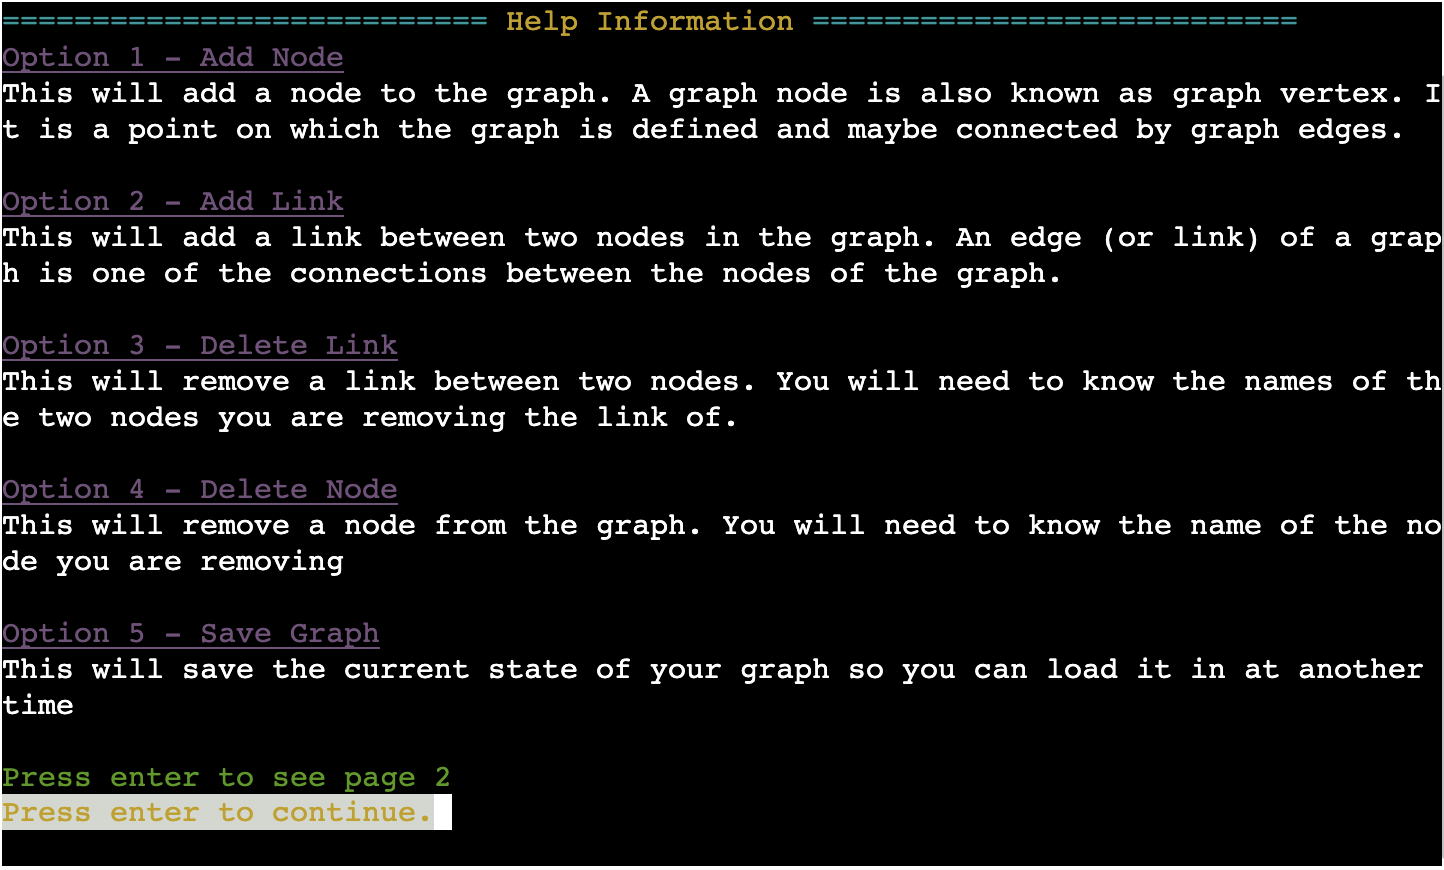 =========================== Help Information ===========================
Option 1 - Add Node
This will add a node to the graph. A graph node is also known as graph vertex. I
t is a point on which the graph is defined and maybe connected by graph edges.
Option 2 - Add Link
This will add a link between two nodes in the graph. An edge (or link) of a grap
h is one of the connections between the nodes of the graph.
Option 3 - Delete Link
This will remove a link between two nodes. You will need to know the names of th
e two nodes you are removing the link of.
Option 4 - Delete Node
This will remove a node from the graph. You will need to know the name of the no
de you are removing
Option 5 - Save Graph
This will save the current state of your graph so you can load it in at another
time
Press enter to see page 2
Press enter to continue.